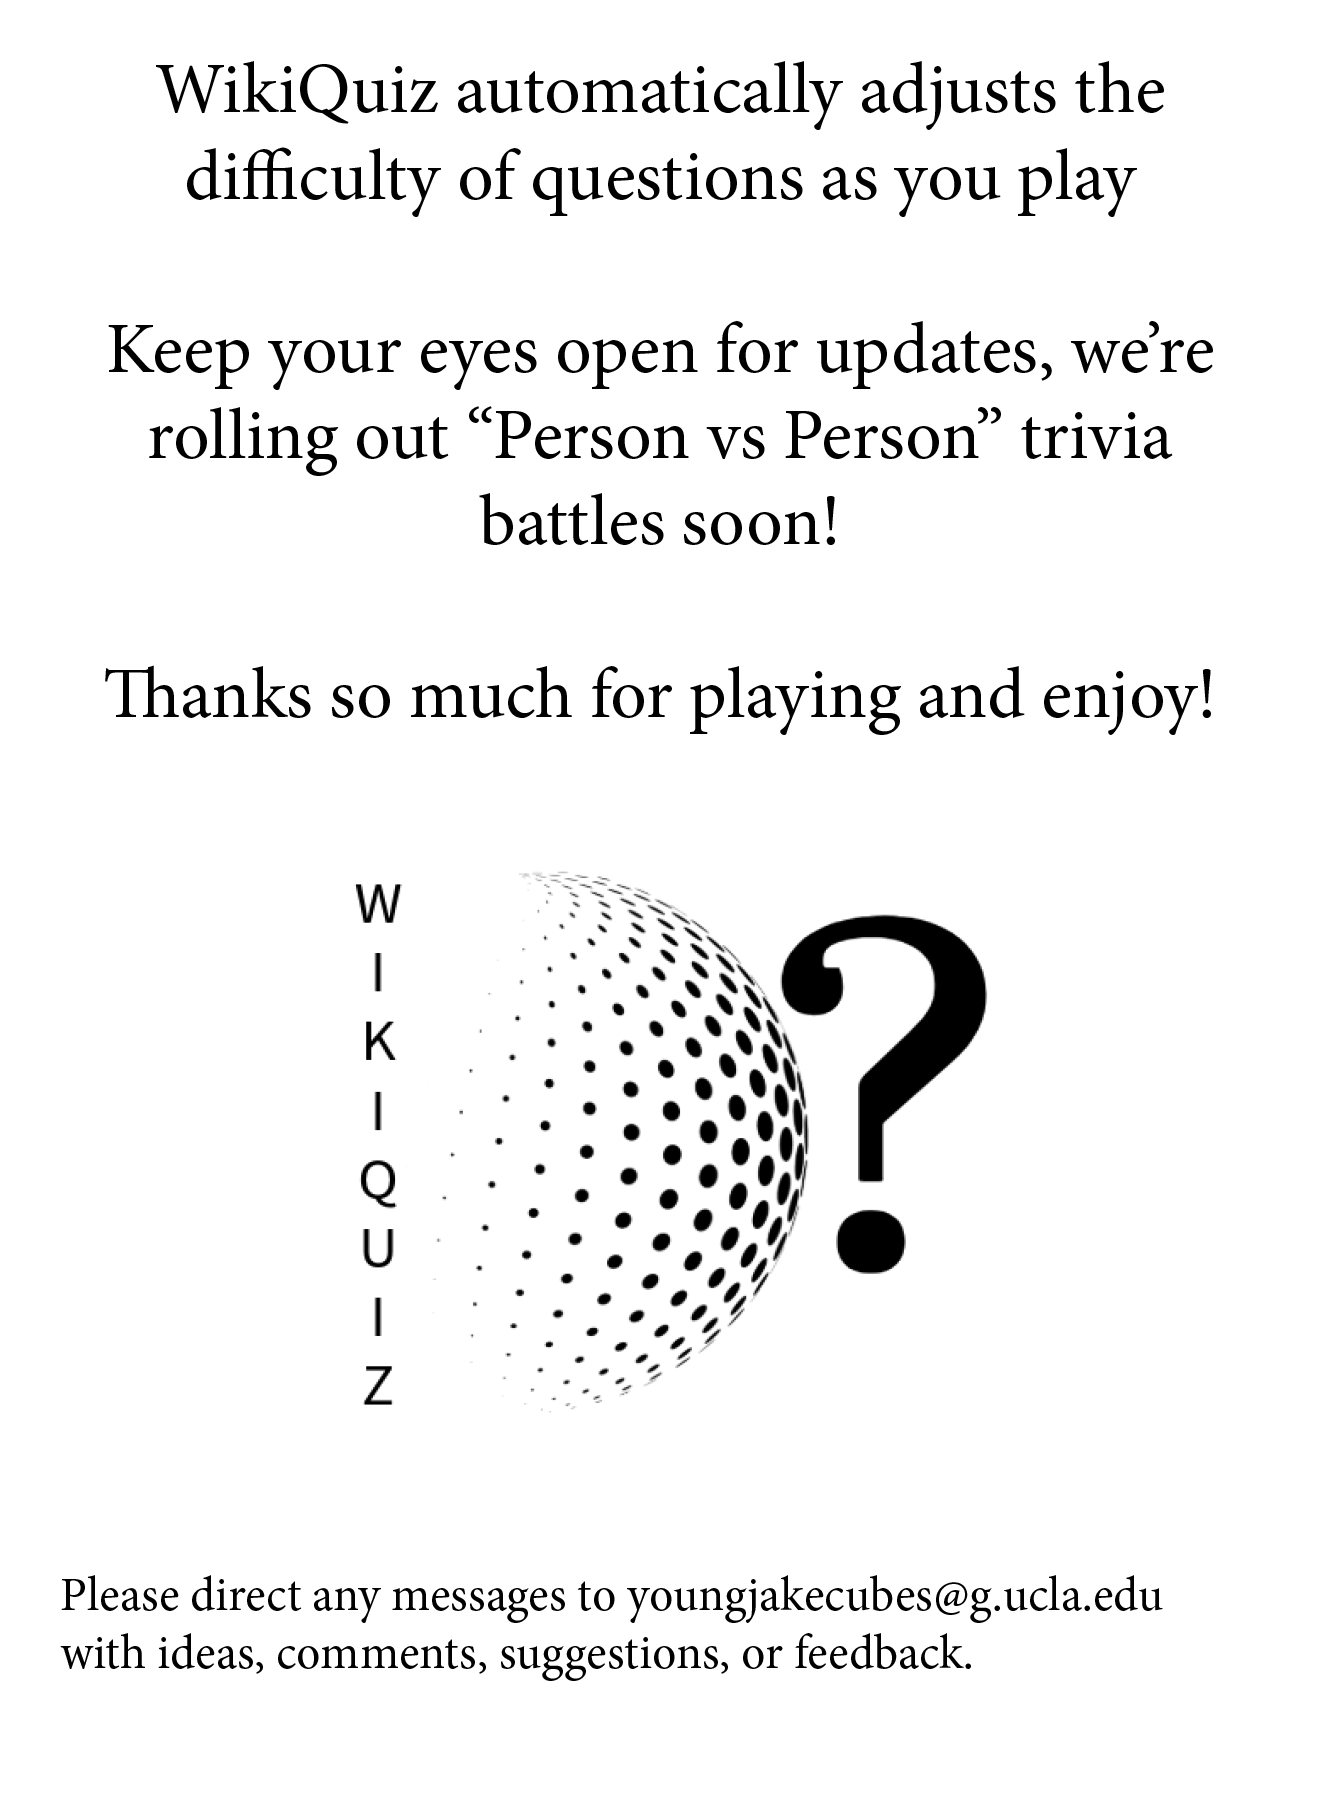 WikiQuiz automatically adjusts the
difficulty of questions as you play
Keep your eyes open for updates, we’re
rolling out “Person vs Person” trivia
battles soon!
Thanks so much for playing and enjoy!
W
I
K
I
Q
U
I
Z
?
Please direct any messages to youngjakecubes@g.ucla.edu
with ideas, comments, suggestions, or feedback.